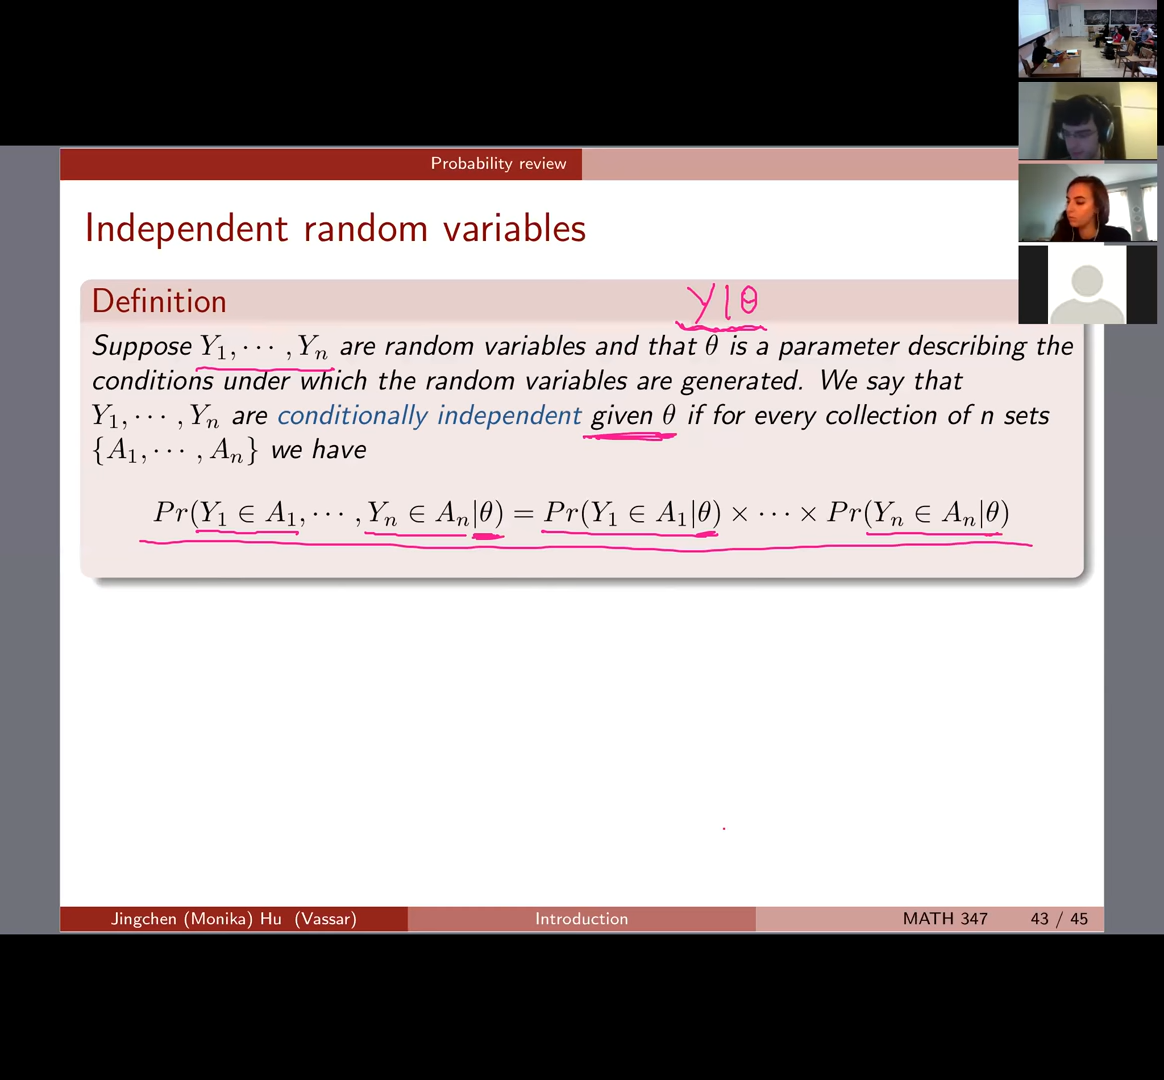 Probability review
Independent random variables
Definition
Y|θ
Suppose Y₁, ⋯ , Yₙ are random variables and that θ is a parameter describing the
conditions under which the random variables are generated. We say that
Y₁, ⋯ , Yₙ are conditionally independent given θ if for every collection of n sets
{A₁, ⋯ , Aₙ} we have
Pr(Y₁ ∈ A₁, ⋯ , Yₙ ∈ Aₙ|θ) = Pr(Y₁ ∈ A₁|θ) × ⋯ × Pr(Yₙ ∈ Aₙ|θ)
Jingchen (Monika) Hu (Vassar) Introduction MATH 347 43 / 45